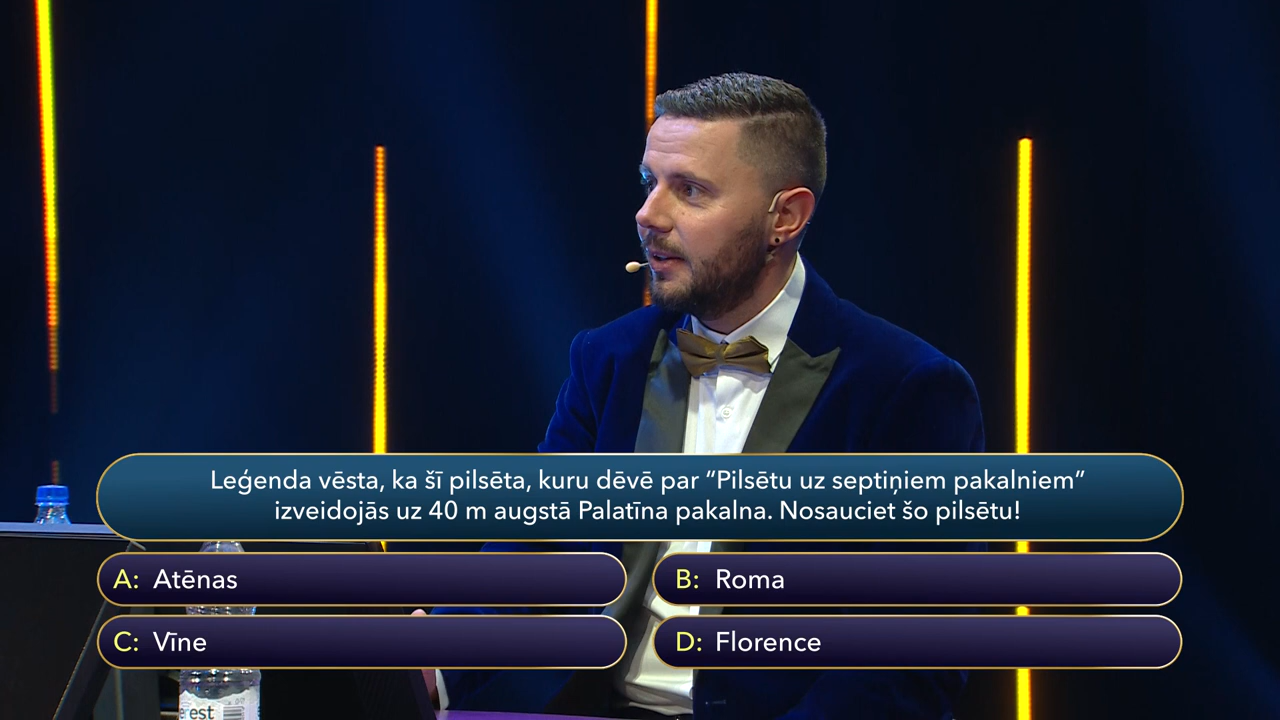 Leģenda vēsta, ka šī pilsēta, kuru dēvē par “Pilsētu uz septiņiem pakalniem”
izveidojās uz 40 m augstā Palatīna pakalna. Nosauciet šo pilsētu!
A: Atēnas
B: Roma
C: Vīne
D: Florence